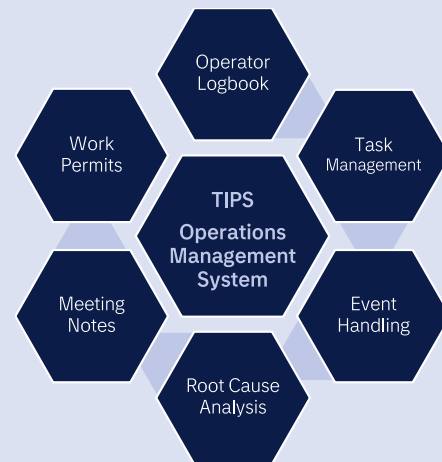 Operator
Logbook
Work
Permits
Task
Management
TIPS
Operations
Management
System
Meeting
Notes
Event
Handling
Root Cause
Analysis